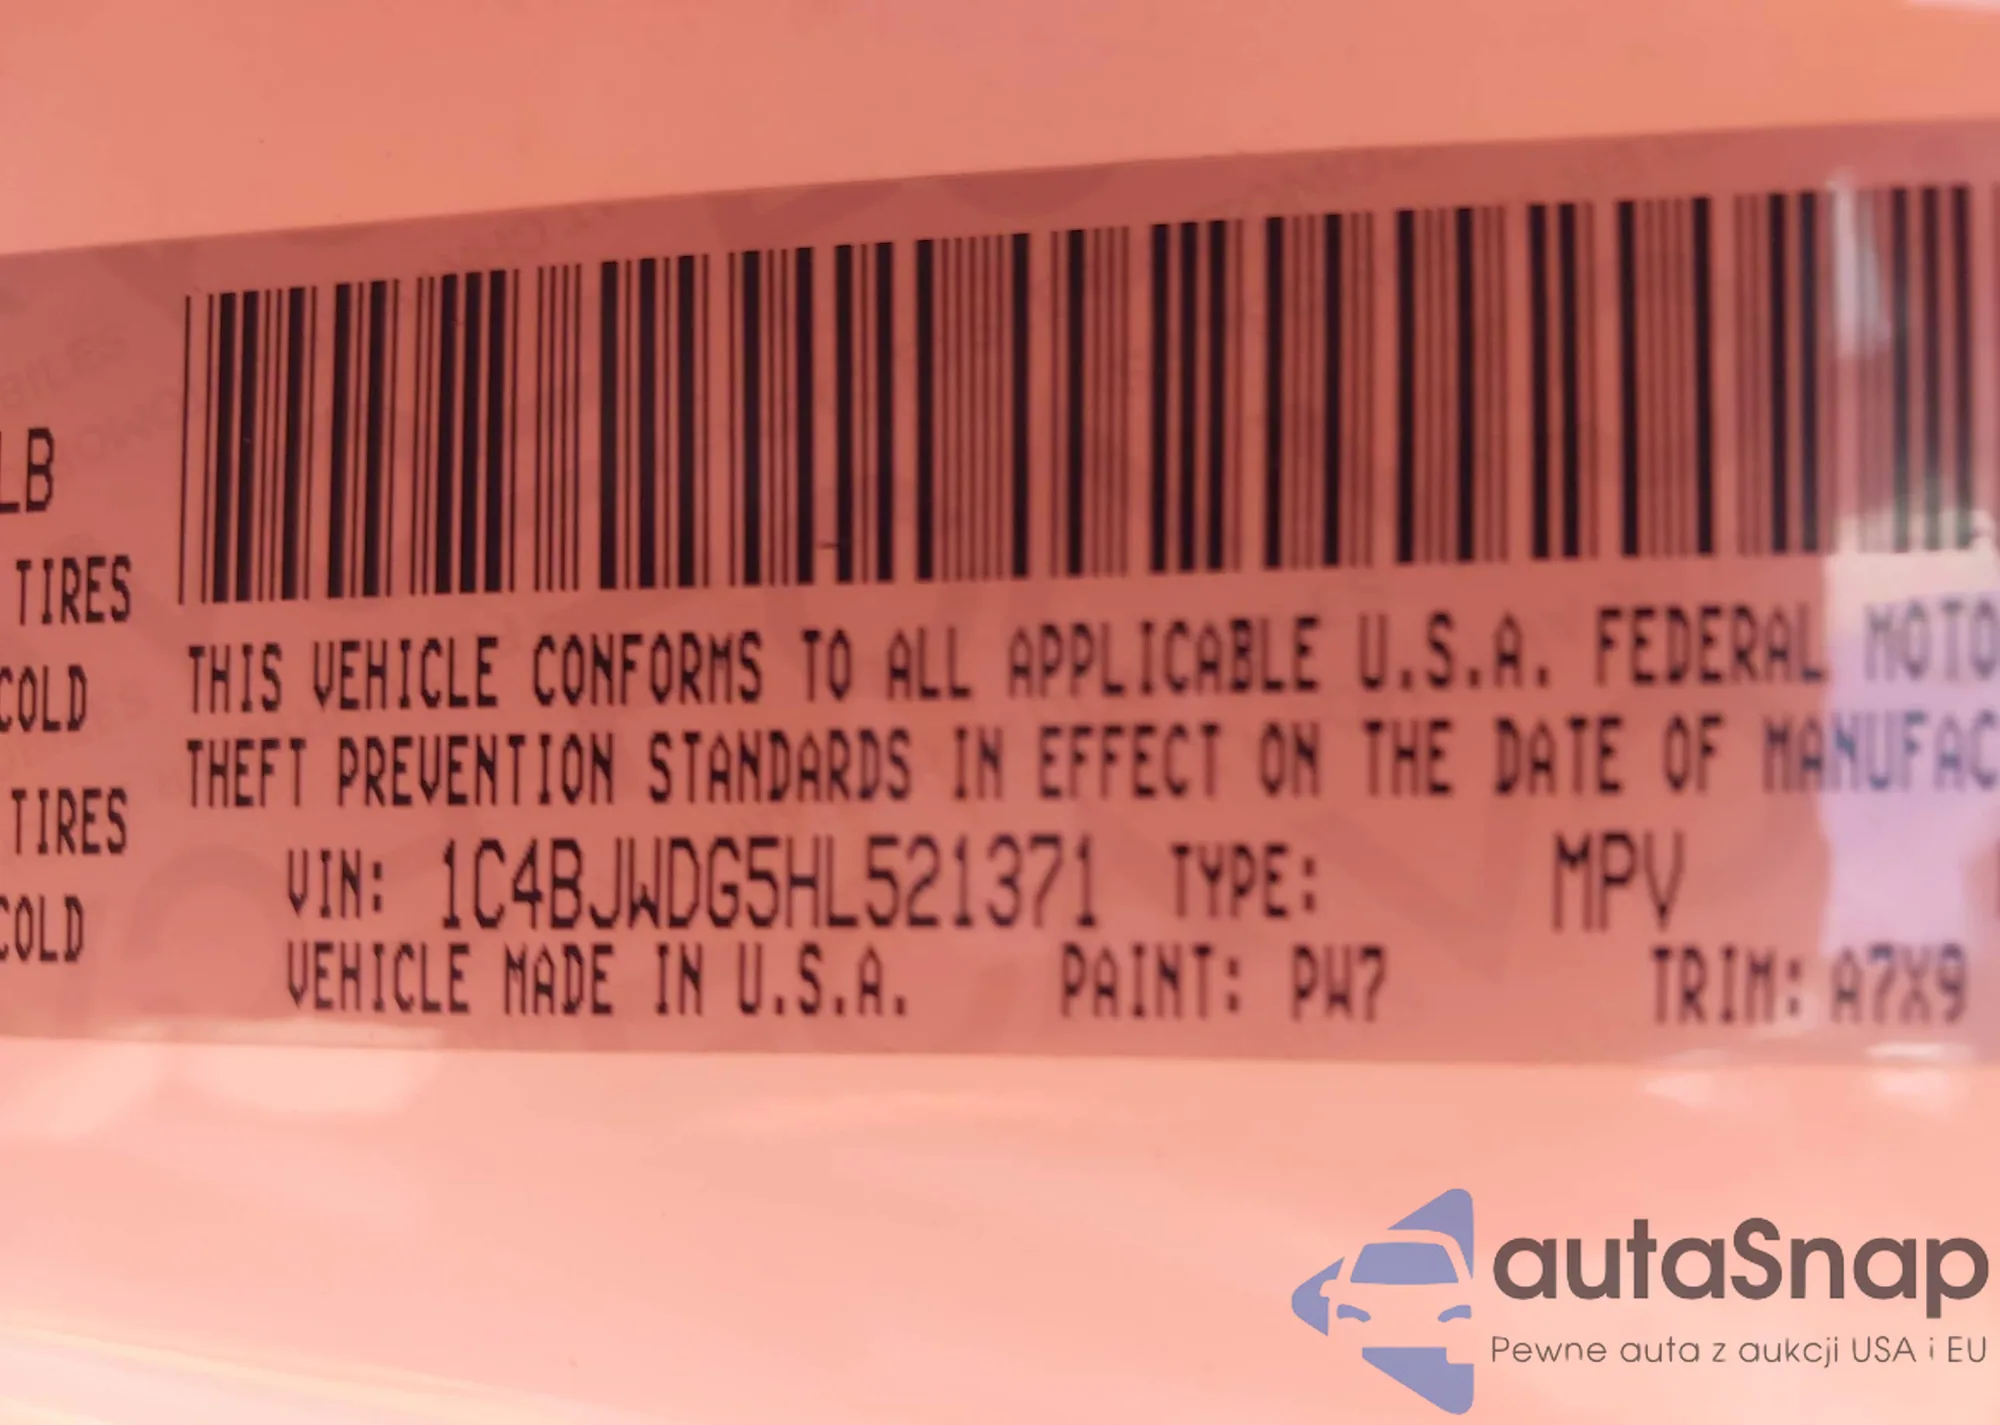 LB
TIRES
COLD
TIRES
COLD
THIS VEHICLE CONFORMS TO ALL APPLICABLE U.S.A. FEDERAL MOTO
THEFT PREVENTION STANDARDS IN EFFECT ON THE DATE OF MANUFAC
VIN: 1C4BJWDG5HL521371 TYPE: MPV
VEHICLE MADE IN U.S.A. PAINT: PW7 TRIM: A7X9
autaSnap
Pewne auta z aukcji USA i EU